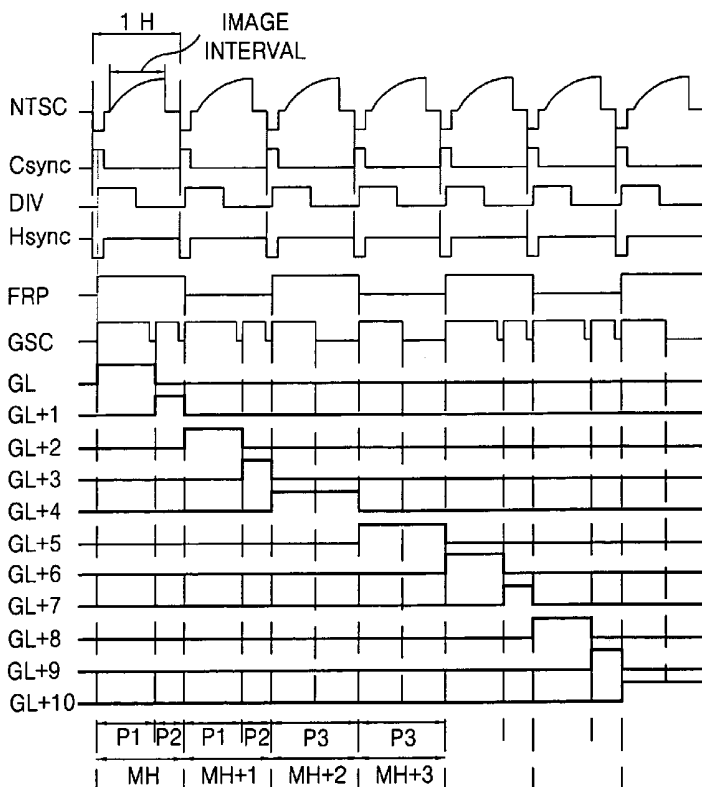 1 H
IMAGE
INTERVAL
NTSC
Csync
DIV
Hsync
FRP
GSC
GL
GL+1
GL+2
GL+3
GL+4
GL+5
GL+6
GL+7
GL+8
GL+9
GL+10
P1 P2 P1 P2 P3 P3
MH MH+1 MH+2 MH+3